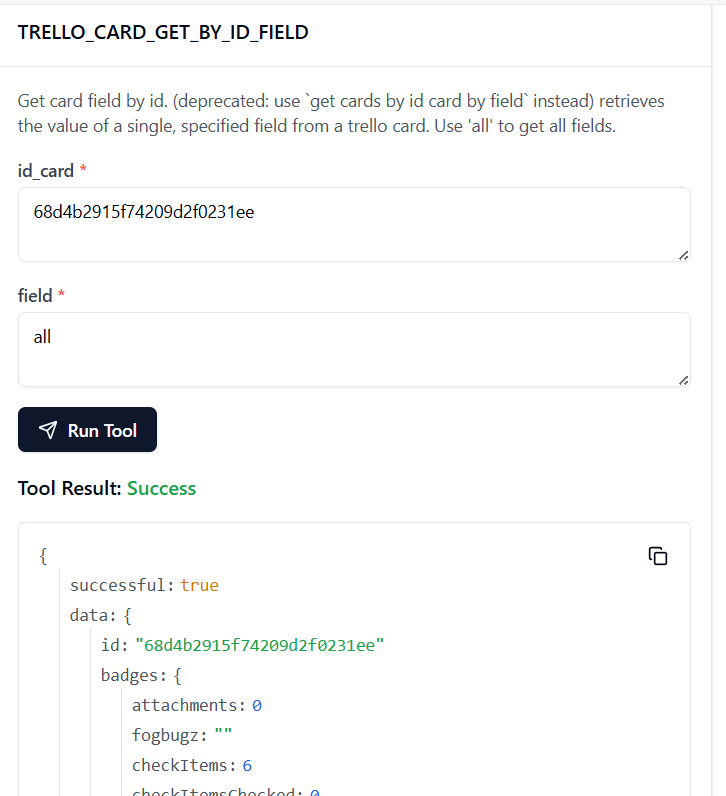 TRELLO_CARD_GET_BY_ID_FIELD
Get card field by id. (deprecated: use `get cards by id card by field` instead) retrieves
the value of a single, specified field from a trello card. Use 'all' to get all fields.
id_card *
68d4b2915f74209d2f0231ee
field *
all
Run Tool
Tool Result: Success
{
successful: true
data: {
id: "68d4b2915f74209d2f0231ee"
badges: {
attachments: 0
fogbugz: ""
checkItems: 6
checkItemsChecked: 0